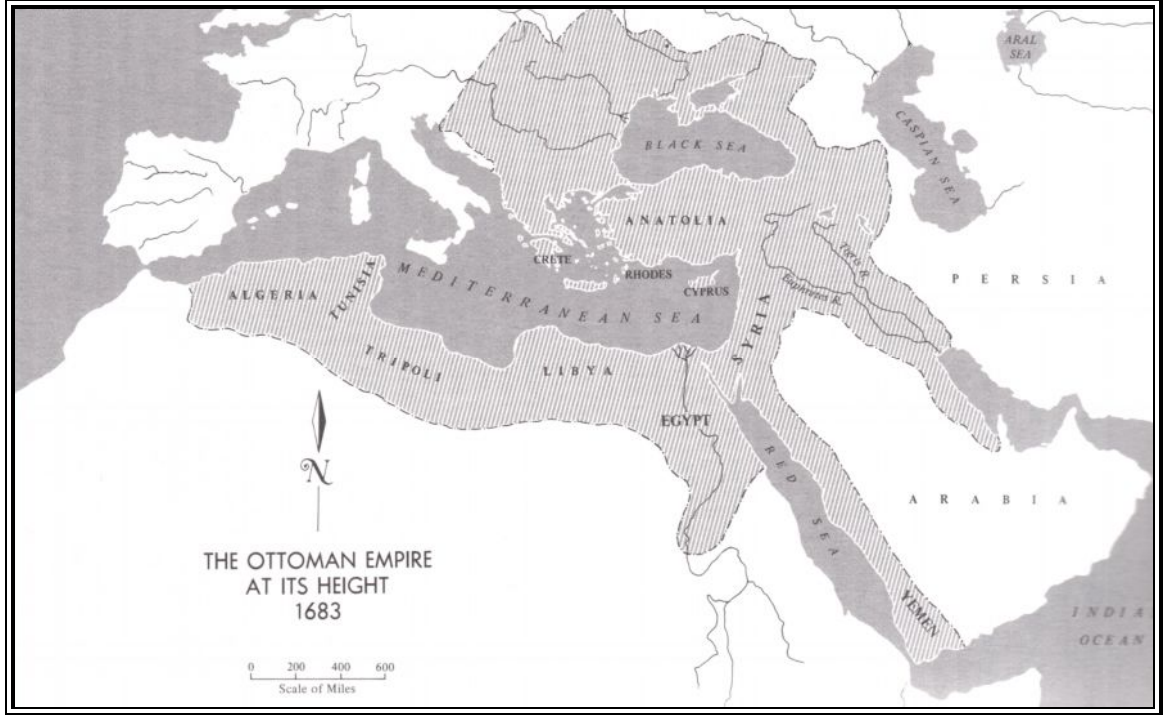 ARAL
SEA
CASPIAN SEA
BLACK SEA
ANATOLIA
Tigris R.
PERSIA
CRETE
RHODES
CYPRUS
Euphrates R.
MEDITERRANEAN SEA
ALGERIA
TUNISIA
SYRIA
TRIPOLI
LIBYA
EGYPT
N
RED SEA
ARABIA
THE OTTOMAN EMPIRE
AT ITS HEIGHT
1683
YEMEN
INDIA
OCEAN
0 200 400 600
Scale of Miles